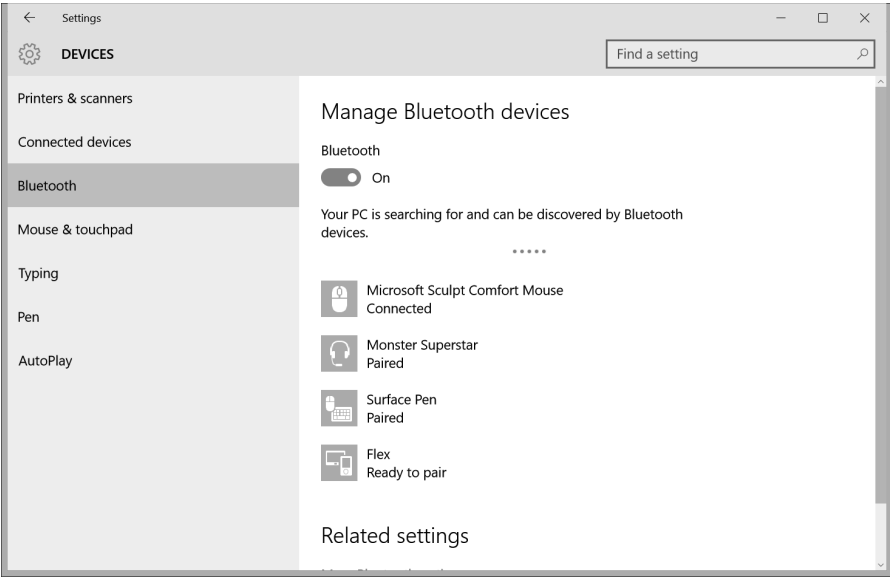 Settings
DEVICES
Find a setting
Printers & scanners
Connected devices
Bluetooth
Mouse & touchpad
Typing
Pen
AutoPlay
Manage Bluetooth devices
Bluetooth
On
Your PC is searching for and can be discovered by Bluetooth
devices.
Microsoft Sculpt Comfort Mouse
Connected
Monster Superstar
Paired
Surface Pen
Paired
Flex
Ready to pair
Related settings